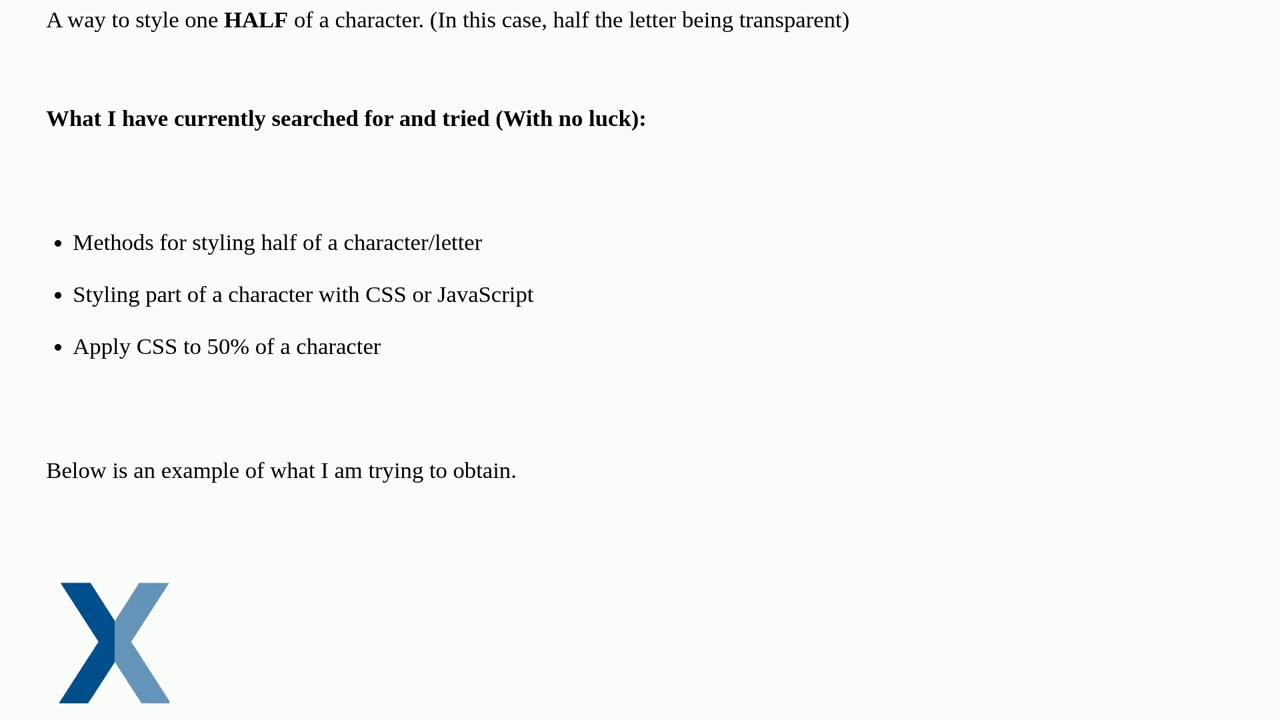 A way to style one HALF of a character. (In this case, half the letter being transparent)
What I have currently searched for and tried (With no luck):
Methods for styling half of a character/letter
Styling part of a character with CSS or JavaScript
Apply CSS to 50% of a character
Below is an example of what I am trying to obtain.
X